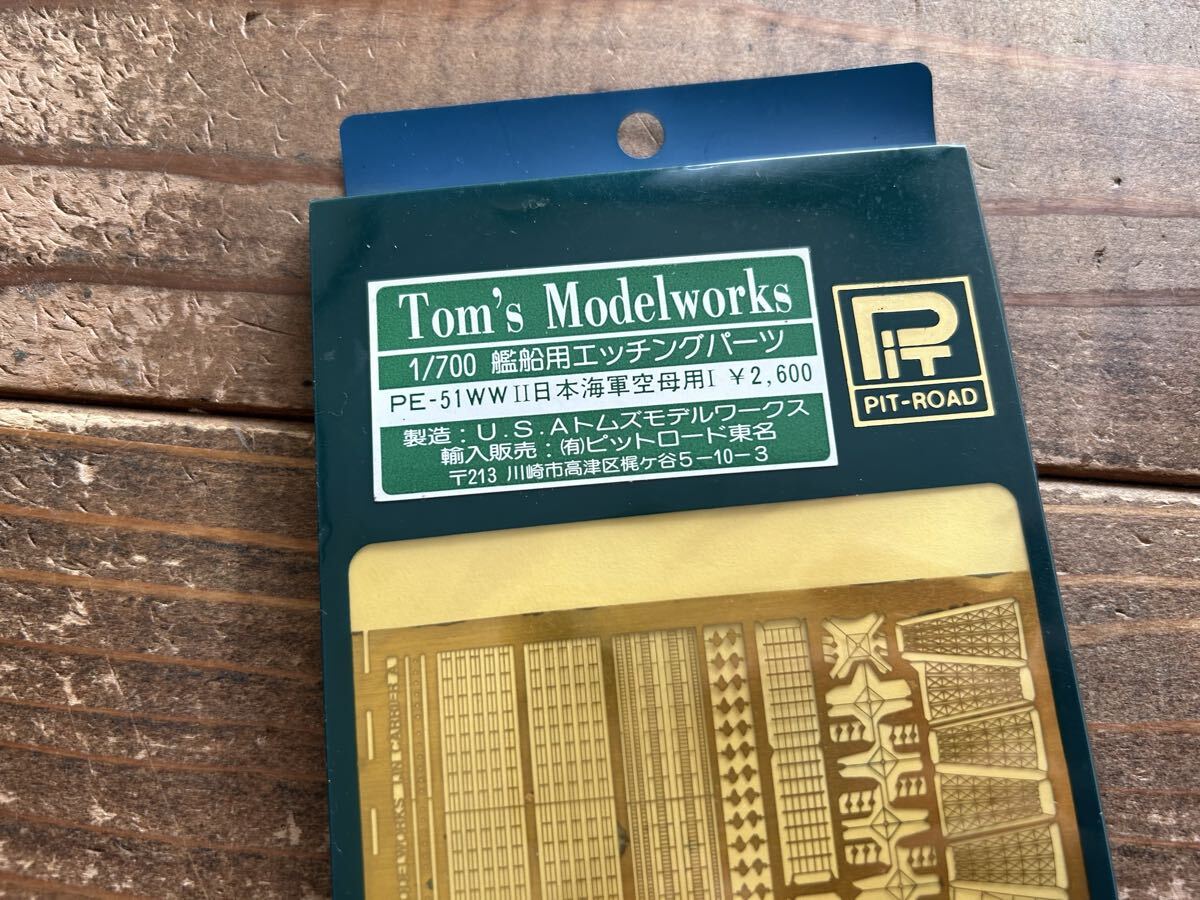 Tom's Modelworks
1/700 艦船用エッチングパーツ
PE-51WWII日本海軍空母用I ¥2,600
製造:U.S.Aトムズモデルワークス
輸入販売:㈲ピットロード東名
〒213 川崎市高津区梶ケ谷5-10-3
PiT
PIT-ROAD